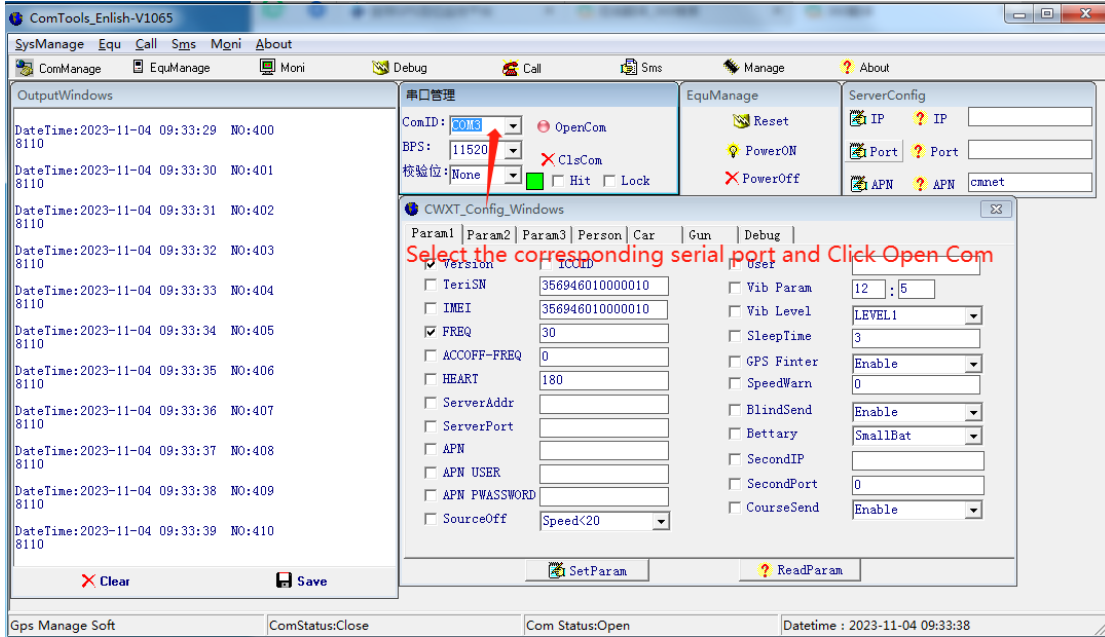 ComTools_Enlish-V1065
SysManage Equ Call Sms Moni About
ComManage EquManage Moni Debug Call Sms Manage About
OutputWindows
DateTime:2023-11-04 09:33:29 NO:400
8110
DateTime:2023-11-04 09:33:30 NO:401
8110
DateTime:2023-11-04 09:33:31 NO:402
8110
DateTime:2023-11-04 09:33:32 NO:403
8110
DateTime:2023-11-04 09:33:33 NO:404
8110
DateTime:2023-11-04 09:33:34 NO:405
8110
DateTime:2023-11-04 09:33:35 NO:406
8110
DateTime:2023-11-04 09:33:36 NO:407
8110
DateTime:2023-11-04 09:33:37 NO:408
8110
DateTime:2023-11-04 09:33:38 NO:409
8110
DateTime:2023-11-04 09:33:39 NO:410
8110
Clear Save
串口管理
ComID: COM3 OpenCom
BPS: 11520 ClsCom
校验位: None Hit Lock
EquManage
Reset
PowerON
PowerOff
ServerConfig
IP ? IP
Port ? Port
APN ? APN cmnet
CWXT_Config_Windows
Param1 Param2 Param3 Person Car Gun Debug
Select the corresponding serial port and Click Open Com
Version ICOID User
TeriSN 356946010000010 Vib Param 12 : 5
IMEI 356946010000010 Vib Level LEVEL1
FREQ 30 SleepTime 3
ACCOFF-FREQ 0 GPS Finter Enable
HEART 180 SpeedWarn 0
ServerAddr BlindSend Enable
ServerPort Bettary SmallBat
APN SecondIP
APN USER SecondPort 0
APN PWASSWORD CourseSend Enable
SourceOff Speed<20
SetParam ? ReadParam
Gps Manage Soft ComStatus:Close Com Status:Open Datetime : 2023-11-04 09:33:38